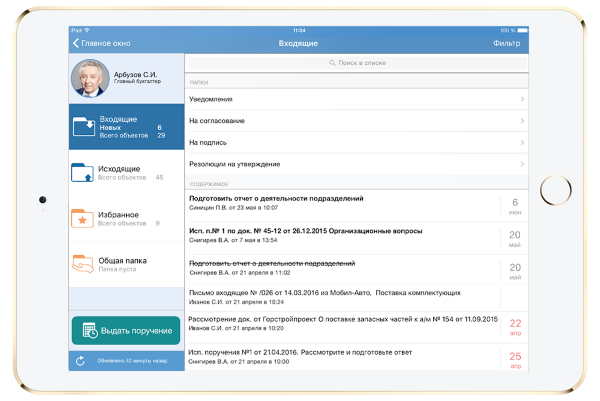 iPad
11:04
100 %
Главное окно
Входящие
Фильтр
Арбузов С.И.
Главный бухгалтер
Поиск в списке
ПАПКИ
Входящие
Новых 6
Всего объектов 29
Исходящие
Всего объектов 45
Избранное
Всего объектов 9
Общая папка
Папка пуста
Выдать поручение
Обновлено 42 минуты назад
Уведомления
На согласование
На подпись
Резолюции на утверждение
СОДЕРЖИМОЕ
Подготовить отчет о деятельности подразделений
Синицин П.В. от 23 мая в 10:07
6
июн
Исп. п.№ 1 по док. № 45-12 от 26.12.2015 Организационные вопросы
Снигирев В.А. от 7 мая в 13:54
20
май
Подготовить отчет о деятельности подразделений
Снигирев В.А. от 21 апреля в 11:02
20
май
Письмо входящее № /026 от 14.03.2016 из Мобил-Авто, Поставка комплектующих
Иванов С.И. от 21 апреля в 10:24
Рассмотрение док. от Горстройпроект О поставке запасных частей к а/м № 154 от 11.09.2015
Иванов С.И. от 21 апреля в 10:20
22
апр
Исп. поручения №1 от 21.04.2016. Рассмотрите и подготовьте ответ
Снигирев В.А. от 21 апреля в 10:00
25
апр